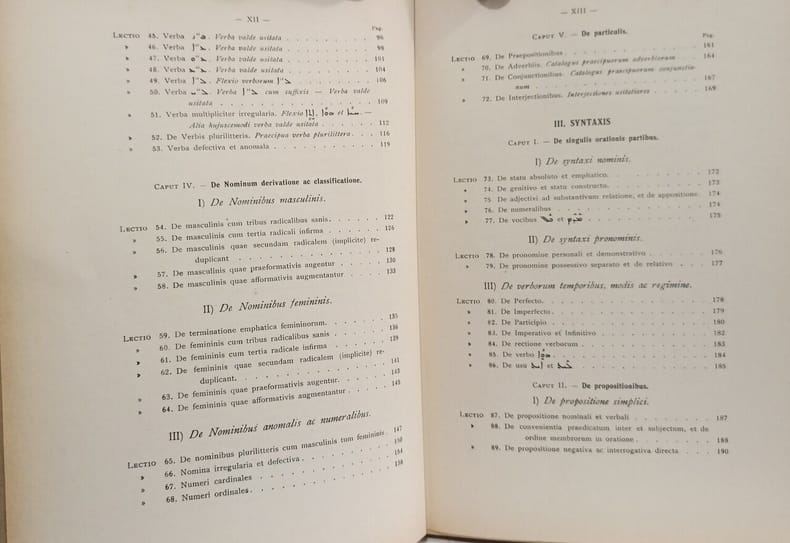 — XII —
Pag.
LECTIO 45. Verba Verba valde usitata 96
» 46. Verba Verba valde usitata 98
» 47. Verba Verba valde usitata 101
» 48. Verba Verba valde usitata 104
» 49. Verba Flexio verborum 106
» 50. Verba Verba cum suffixis — Verba valde
usitata 109
» 51. Verba multipliciter irregularia. Flexio et —
Alia hujuscemodi verba valde usitata 112
» 52. De Verbis plurilitteris. Praecipua verba plurilittera 116
» 53. Verba defectiva et anomala 119
CAPUT IV. — De Nominum derivatione ac classificatione.
I) De Nominibus masculinis.
LECTIO 54. De masculinis cum tribus radicalibus sanis 122
» 55. De masculinis cum tertia radicali infirma 126
» 56. De masculinis quae secundam radicalem (implicite) re-
duplicant 128
» 57. De masculinis quae praeformativis augentur 130
» 58. De masculinis quae afformativis augmentantur 133
II) De Nominibus femininis.
LECTIO 59. De terminatione emphatica femininorum. 135
» 60. De femininis cum tribus radicalibus sanis 136
» 61. De femininis cum tertia radicale infirma 139
» 62. De femininis quae secundam radicalem (implicite) re-
duplicant. 141
» 63. De femininis quae praeformativis augentur. 143
» 64. De femininis quae afformativis augmentantur 145
III) De Nominibus anomalis ac numeralibus.
LECTIO 65. De nominibus plurilitteris cum masculinis tum femininis 147
» 66. Nomina irregularia et defectiva 150
» 67. Numeri cardinales 154
» 68. Numeri ordinales 158
— XIII —
CAPUT V. — De particulis.
Pag.
LECTIO 69. De Praepositionibus 161
» 70. De Adverbiis. Catalogus praecipuorum adverbiorum 164
» 71. De Conjunctionibus. Catalogus praecipuorum conjunctio-
num 167
» 72. De Interjectionibus. Interjectiones usitatiores 169
III. SYNTAXIS
CAPUT I. — De singulis orationis partibus.
I) De syntaxi nominis.
LECTIO 73. De statu absoluto et emphatico. 172
» 74. De genitivo et statu constructo. 173
» 75 De adjectivi ad substantivum relatione, et de appositione 174
» 76. De numeralibus 174
» 77. De vocibus et 175
II) De syntaxi pronominis.
LECTIO 78. De pronomine personali et demonstrativo 176
» 79. De pronomine possessivo separato et de relativo 177
III) De verborum temporibus, modis ac regimine.
LECTIO 80. De Perfecto. 178
» 81. De Imperfecto. 179
» 82. De Participio 180
» 83. De Imperativo et Infinitivo 182
» 84. De rectione verborum 183
» 85. De verbo 184
» 86. De usu et 185
CAPUT II. — De propositionibus.
I) De propositione simplici.
LECTIO 87. De propositione nominali et verbali 187
» 88. De convenientia praedicatum inter et subjectum, et de
ordine membrorum in oratione 188
» 89. De propositione negativa ac interrogativa directa 190